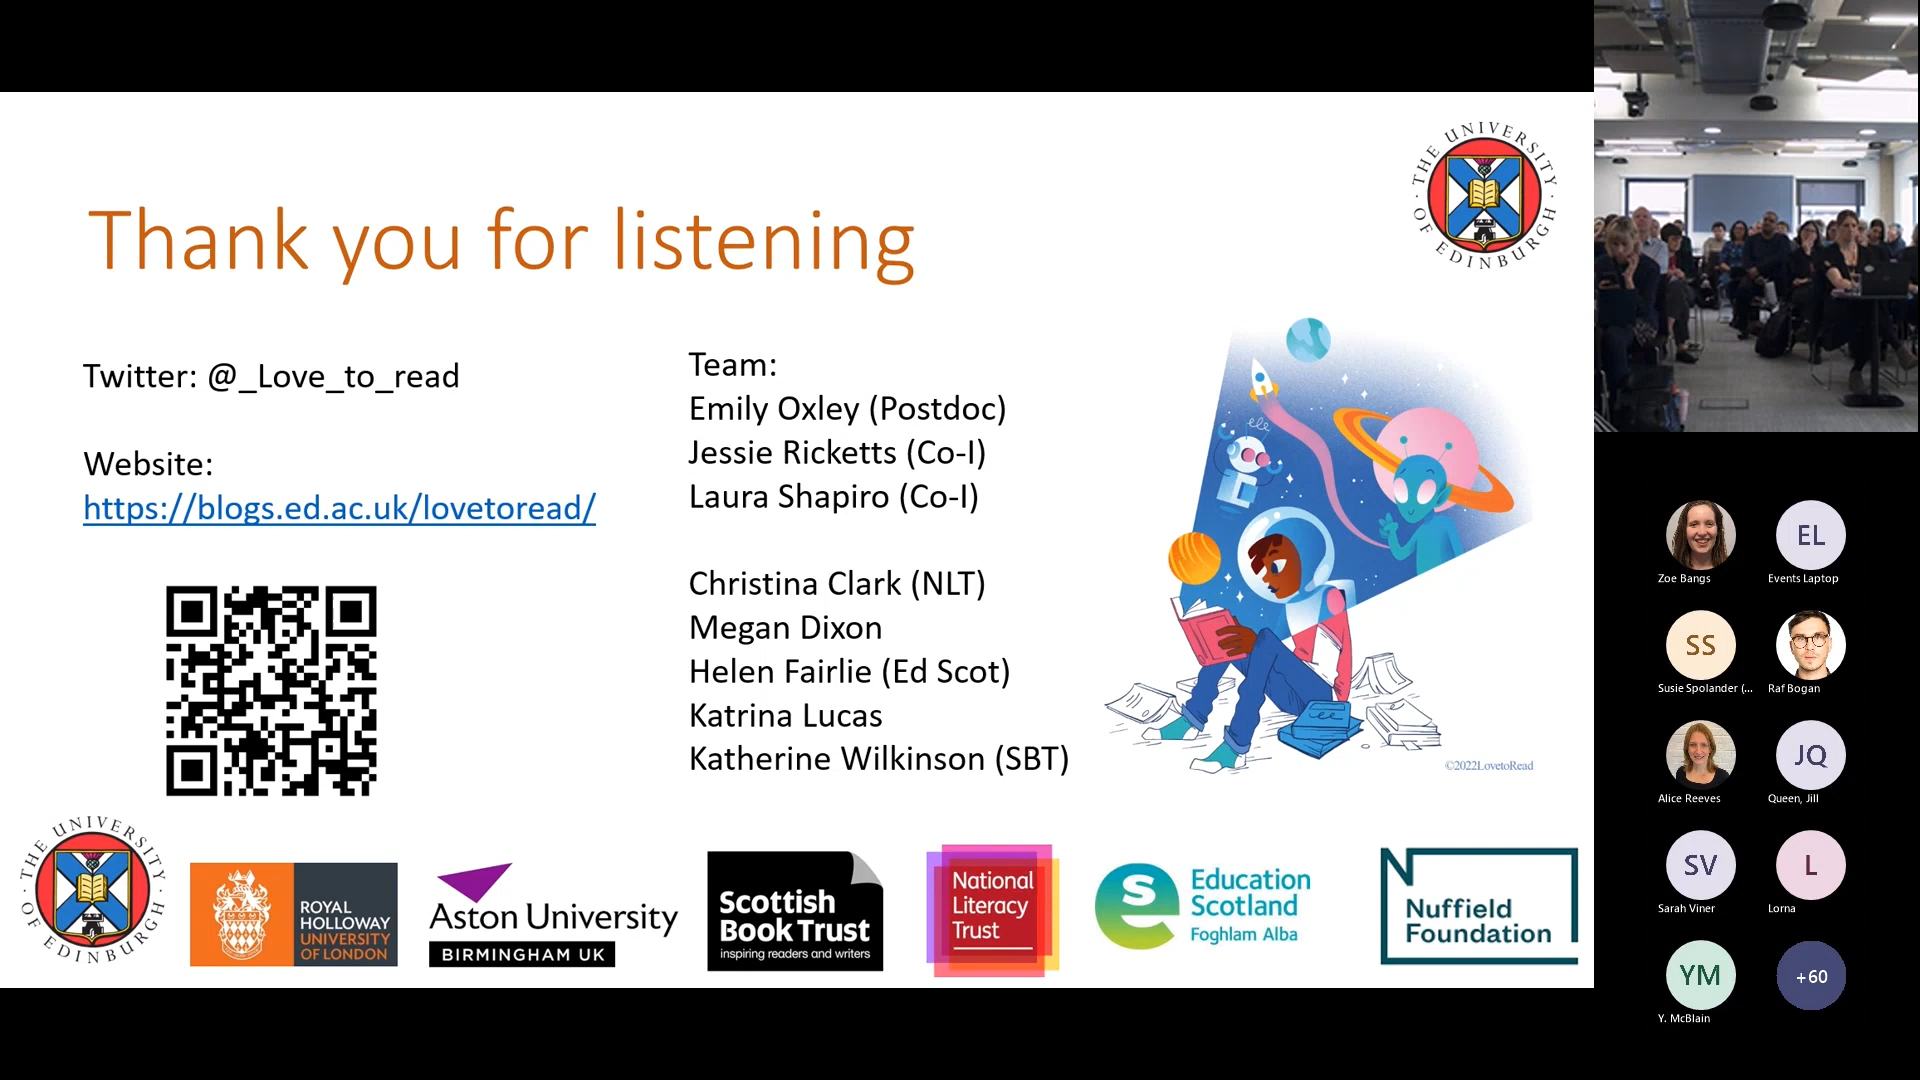 THE UNIVERSITY OF EDINBURGH
Thank you for listening
Twitter: @_Love_to_read
Website:
https://blogs.ed.ac.uk/lovetoread/
Team:
Emily Oxley (Postdoc)
Jessie Ricketts (Co-I)
Laura Shapiro (Co-I)
Christina Clark (NLT)
Megan Dixon
Helen Fairlie (Ed Scot)
Katrina Lucas
Katherine Wilkinson (SBT)
©2022LovetoRead
THE UNIVERSITY OF EDINBURGH
ROYAL
HOLLOWAY
UNIVERSITY
OF LONDON
Aston University
BIRMINGHAM UK
Scottish
Book Trust
inspiring readers and writers
National
Literacy
Trust
Education
Scotland
Foghlam Alba
Nuffield
Foundation
Zoe Bangs
EL
Events Laptop
SS
Susie Spolander (...
Raf Bogan
Alice Reeves
JQ
Queen, Jill
SV
Sarah Viner
L
Lorna
YM
Y. McBlain
+60